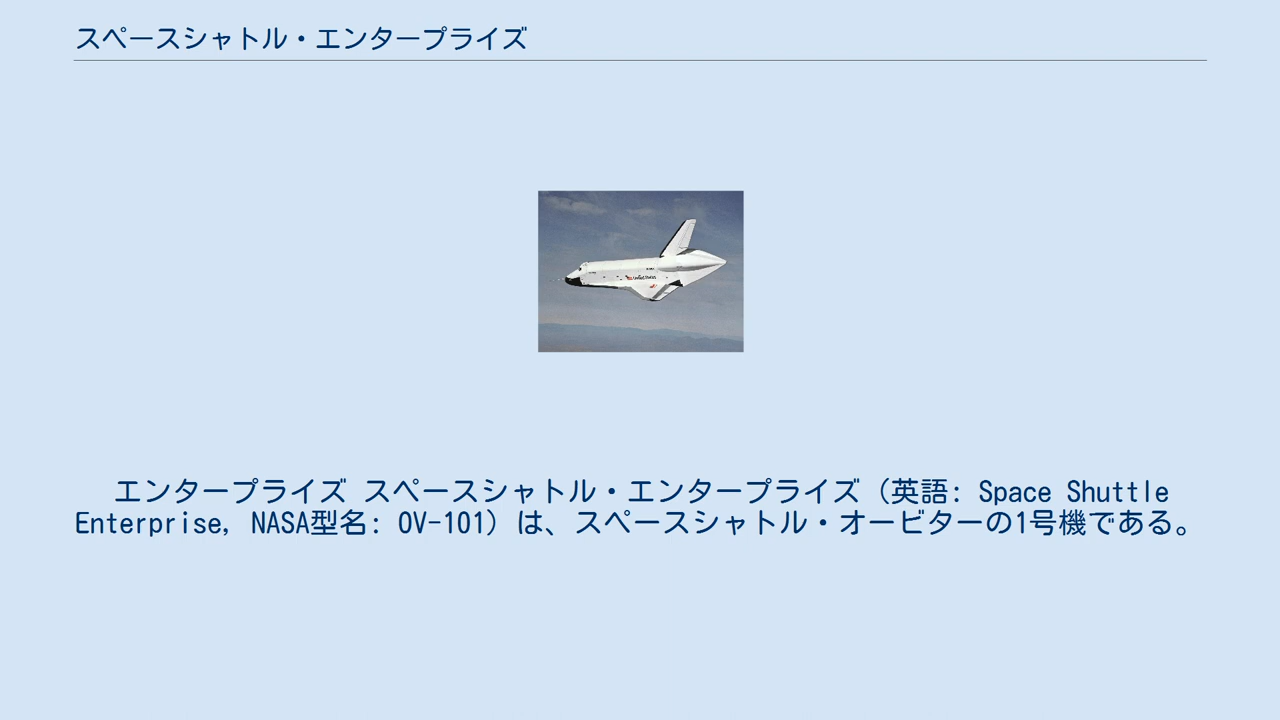 スペースシャトル・エンタープライズ
エンタープライズ スペースシャトル・エンタープライズ（英語: Space Shuttle
Enterprise, NASA型名: OV-101）は、スペースシャトル・オービターの1号機である。